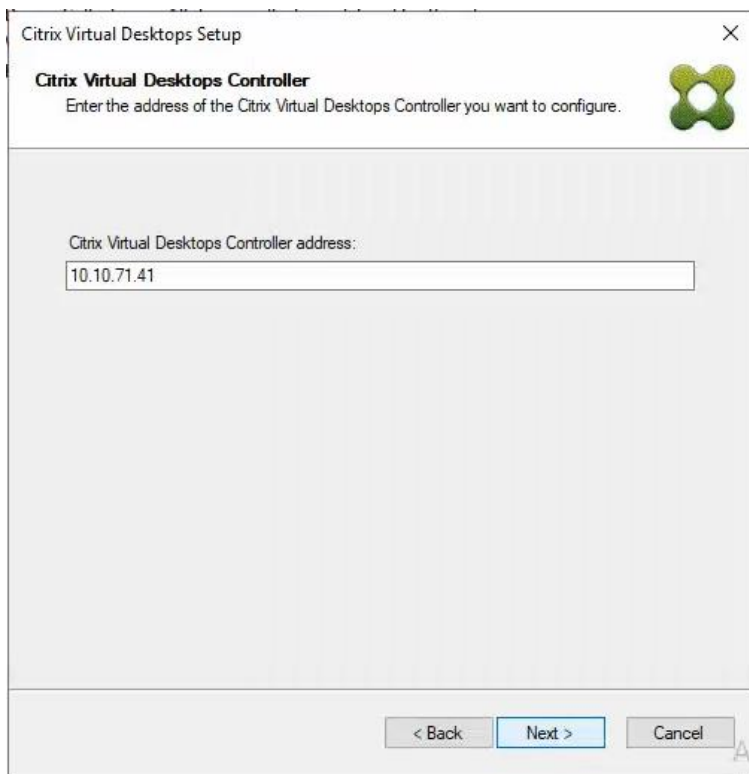 Citrix Virtual Desktops Setup
Citrix Virtual Desktops Controller
Enter the address of the Citrix Virtual Desktops Controller you want to configure.
Citrix Virtual Desktops Controller address:
10.10.71.41
< Back
Next >
Cancel